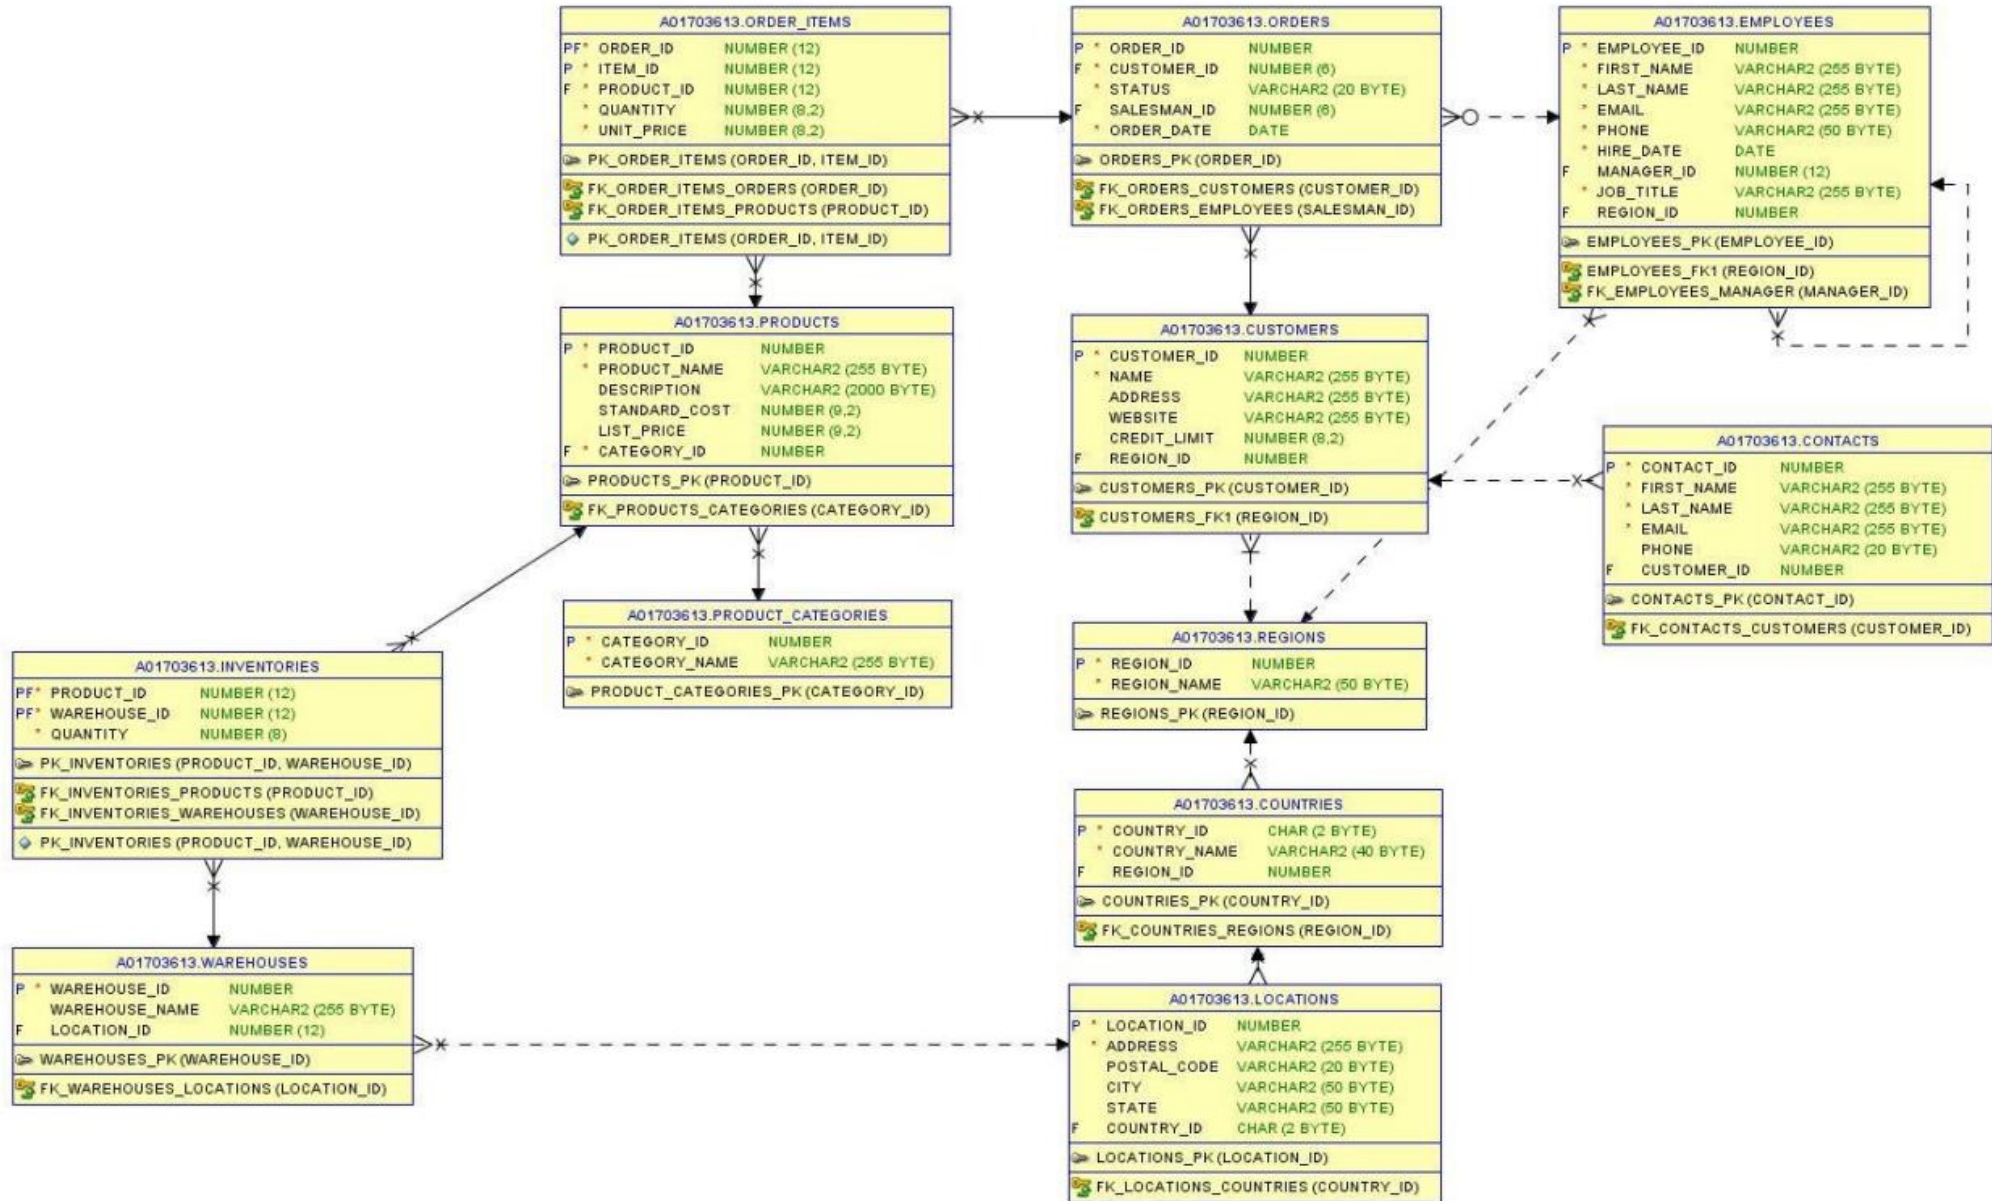 A01703613.ORDER_ITEMS
PF* ORDER_ID NUMBER (12)
P * ITEM_ID NUMBER (12)
F * PRODUCT_ID NUMBER (12)
* QUANTITY NUMBER (8,2)
* UNIT_PRICE NUMBER (8,2)
PK_ORDER_ITEMS (ORDER_ID, ITEM_ID)
FK_ORDER_ITEMS_ORDERS (ORDER_ID)
FK_ORDER_ITEMS_PRODUCTS (PRODUCT_ID)
PK_ORDER_ITEMS (ORDER_ID, ITEM_ID)
A01703613.ORDERS
P * ORDER_ID NUMBER
F * CUSTOMER_ID NUMBER (6)
* STATUS VARCHAR2 (20 BYTE)
F SALESMAN_ID NUMBER (6)
* ORDER_DATE DATE
ORDERS_PK (ORDER_ID)
FK_ORDERS_CUSTOMERS (CUSTOMER_ID)
FK_ORDERS_EMPLOYEES (SALESMAN_ID)
A01703613.EMPLOYEES
P * EMPLOYEE_ID NUMBER
* FIRST_NAME VARCHAR2 (255 BYTE)
* LAST_NAME VARCHAR2 (255 BYTE)
* EMAIL VARCHAR2 (255 BYTE)
* PHONE VARCHAR2 (50 BYTE)
* HIRE_DATE DATE
F MANAGER_ID NUMBER (12)
* JOB_TITLE VARCHAR2 (255 BYTE)
F REGION_ID NUMBER
EMPLOYEES_PK (EMPLOYEE_ID)
EMPLOYEES_FK1 (REGION_ID)
FK_EMPLOYEES_MANAGER (MANAGER_ID)
A01703613.PRODUCTS
P * PRODUCT_ID NUMBER
* PRODUCT_NAME VARCHAR2 (255 BYTE)
DESCRIPTION VARCHAR2 (2000 BYTE)
STANDARD_COST NUMBER (9,2)
LIST_PRICE NUMBER (9,2)
F * CATEGORY_ID NUMBER
PRODUCTS_PK (PRODUCT_ID)
FK_PRODUCTS_CATEGORIES (CATEGORY_ID)
A01703613.CUSTOMERS
P * CUSTOMER_ID NUMBER
* NAME VARCHAR2 (255 BYTE)
ADDRESS VARCHAR2 (255 BYTE)
WEBSITE VARCHAR2 (255 BYTE)
CREDIT_LIMIT NUMBER (8,2)
F REGION_ID NUMBER
CUSTOMERS_PK (CUSTOMER_ID)
CUSTOMERS_FK1 (REGION_ID)
A01703613.CONTACTS
P * CONTACT_ID NUMBER
* FIRST_NAME VARCHAR2 (255 BYTE)
* LAST_NAME VARCHAR2 (255 BYTE)
* EMAIL VARCHAR2 (255 BYTE)
PHONE VARCHAR2 (20 BYTE)
F CUSTOMER_ID NUMBER
CONTACTS_PK (CONTACT_ID)
FK_CONTACTS_CUSTOMERS (CUSTOMER_ID)
A01703613.PRODUCT_CATEGORIES
P * CATEGORY_ID NUMBER
* CATEGORY_NAME VARCHAR2 (255 BYTE)
PRODUCT_CATEGORIES_PK (CATEGORY_ID)
A01703613.REGIONS
P * REGION_ID NUMBER
* REGION_NAME VARCHAR2 (50 BYTE)
REGIONS_PK (REGION_ID)
A01703613.INVENTORIES
PF* PRODUCT_ID NUMBER (12)
PF* WAREHOUSE_ID NUMBER (12)
* QUANTITY NUMBER (8)
PK_INVENTORIES (PRODUCT_ID, WAREHOUSE_ID)
FK_INVENTORIES_PRODUCTS (PRODUCT_ID)
FK_INVENTORIES_WAREHOUSES (WAREHOUSE_ID)
PK_INVENTORIES (PRODUCT_ID, WAREHOUSE_ID)
A01703613.COUNTRIES
P * COUNTRY_ID CHAR (2 BYTE)
* COUNTRY_NAME VARCHAR2 (40 BYTE)
F REGION_ID NUMBER
COUNTRIES_PK (COUNTRY_ID)
FK_COUNTRIES_REGIONS (REGION_ID)
A01703613.WAREHOUSES
P * WAREHOUSE_ID NUMBER
WAREHOUSE_NAME VARCHAR2 (255 BYTE)
F LOCATION_ID NUMBER (12)
WAREHOUSES_PK (WAREHOUSE_ID)
FK_WAREHOUSES_LOCATIONS (LOCATION_ID)
A01703613.LOCATIONS
P * LOCATION_ID NUMBER
* ADDRESS VARCHAR2 (255 BYTE)
POSTAL_CODE VARCHAR2 (20 BYTE)
CITY VARCHAR2 (50 BYTE)
STATE VARCHAR2 (50 BYTE)
F COUNTRY_ID CHAR (2 BYTE)
LOCATIONS_PK (LOCATION_ID)
FK_LOCATIONS_COUNTRIES (COUNTRY_ID)